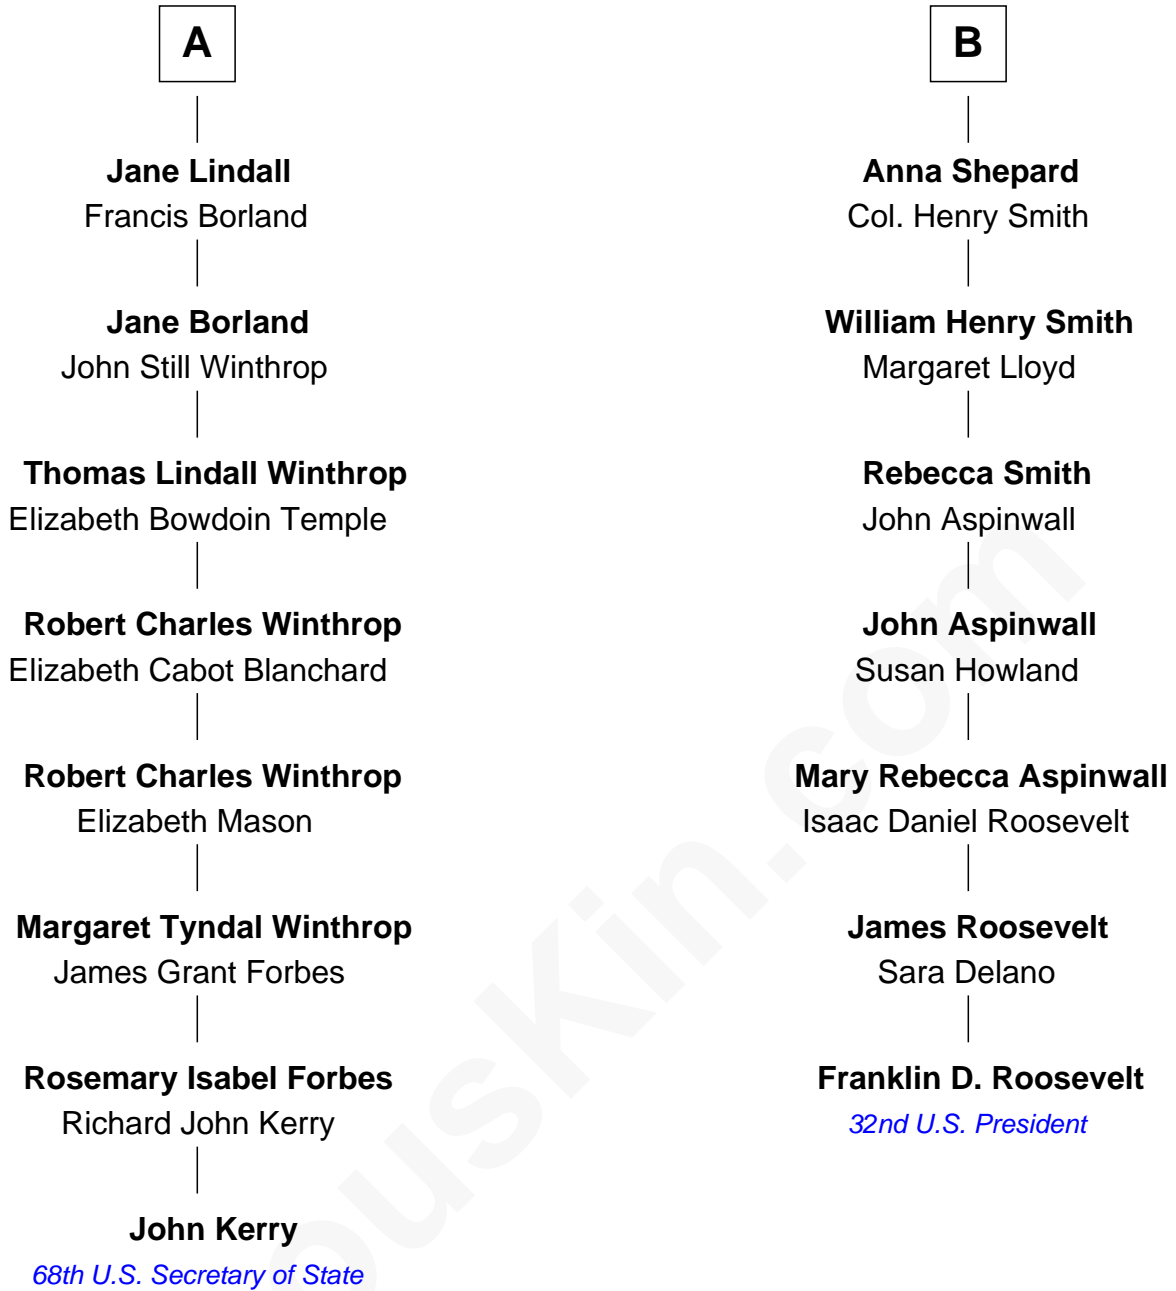 A
Jane Lindall
Francis Borland
Jane Borland
John Still Winthrop
Thomas Lindall Winthrop
Elizabeth Bowdoin Temple
Robert Charles Winthrop
Elizabeth Cabot Blanchard
Robert Charles Winthrop
Elizabeth Mason
Margaret Tyndal Winthrop
James Grant Forbes
Rosemary Isabel Forbes
Richard John Kerry
John Kerry
68th U.S. Secretary of State
B
Anna Shepard
Col. Henry Smith
William Henry Smith
Margaret Lloyd
Rebecca Smith
John Aspinwall
John Aspinwall
Susan Howland
Mary Rebecca Aspinwall
Isaac Daniel Roosevelt
James Roosevelt
Sara Delano
Franklin D. Roosevelt
32nd U.S. President
ousKin.com